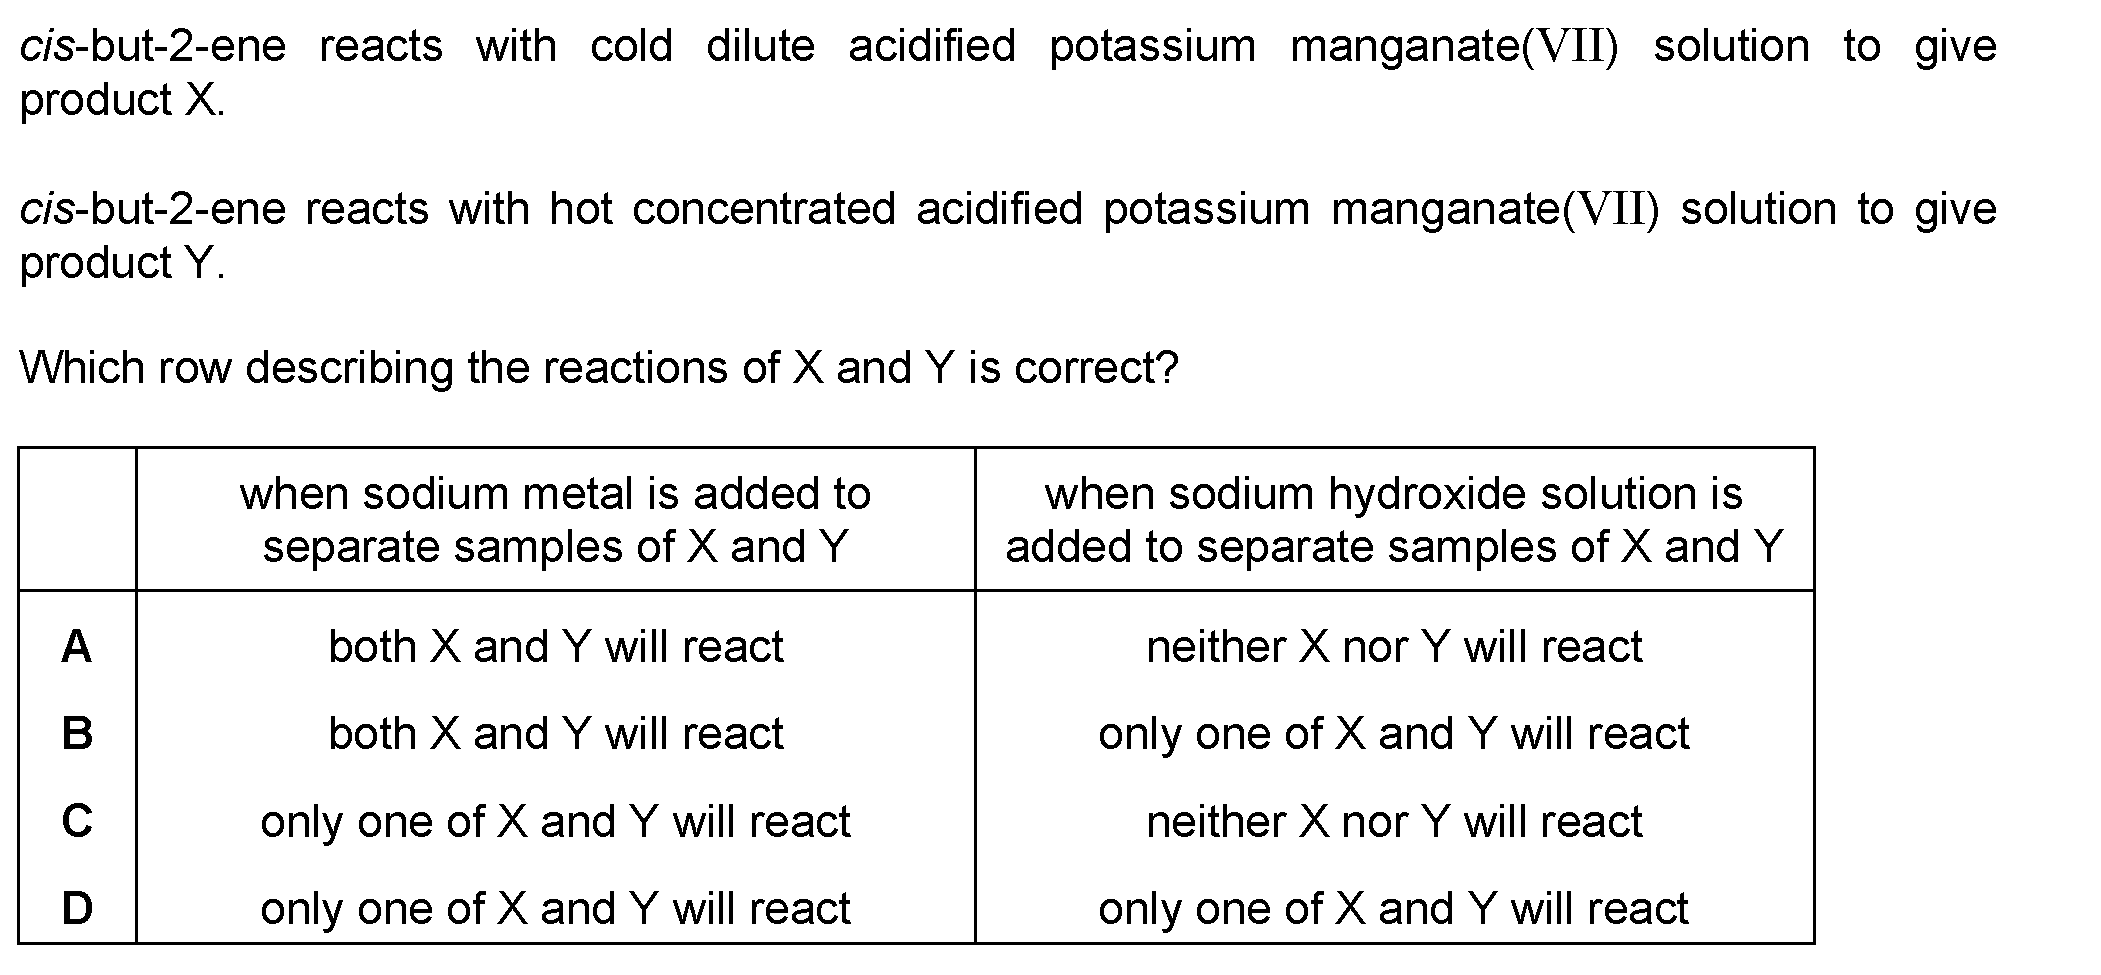 cis-but-2-ene reacts with cold dilute acidified potassium manganate(VII) solution to give
product X.
cis-but-2-ene reacts with hot concentrated acidified potassium manganate(VII) solution to give
product Y.
Which row describing the reactions of X and Y is correct?
when sodium metal is added to
separate samples of X and Y
when sodium hydroxide solution is
added to separate samples of X and Y
A both X and Y will react neither X nor Y will react
B both X and Y will react only one of X and Y will react
C only one of X and Y will react neither X nor Y will react
D only one of X and Y will react only one of X and Y will react